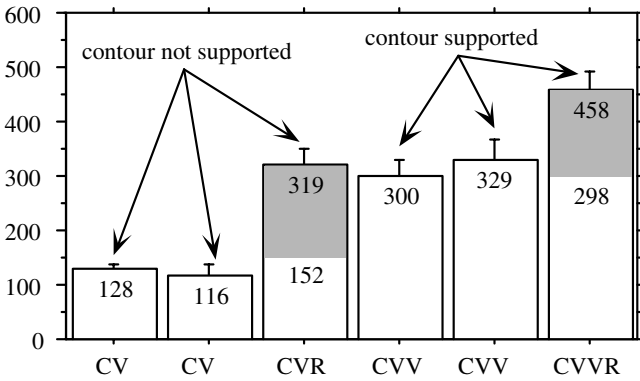 600
contour not supported
contour supported
500
400
300
200
100
0
128
116
319
152
300
329
458
298
CV
CV
CVR
CVV
CVV
CVVR